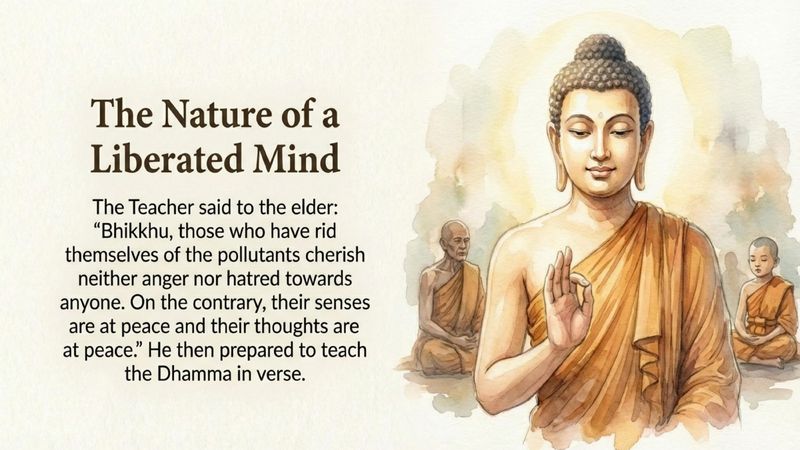 The Nature of a
Liberated Mind
The Teacher said to the elder:
“Bhikkhu, those who have rid
themselves of the pollutants cherish
neither anger nor hatred towards
anyone. On the contrary, their senses
are at peace and their thoughts are
at peace.” He then prepared to teach
the Dhamma in verse.